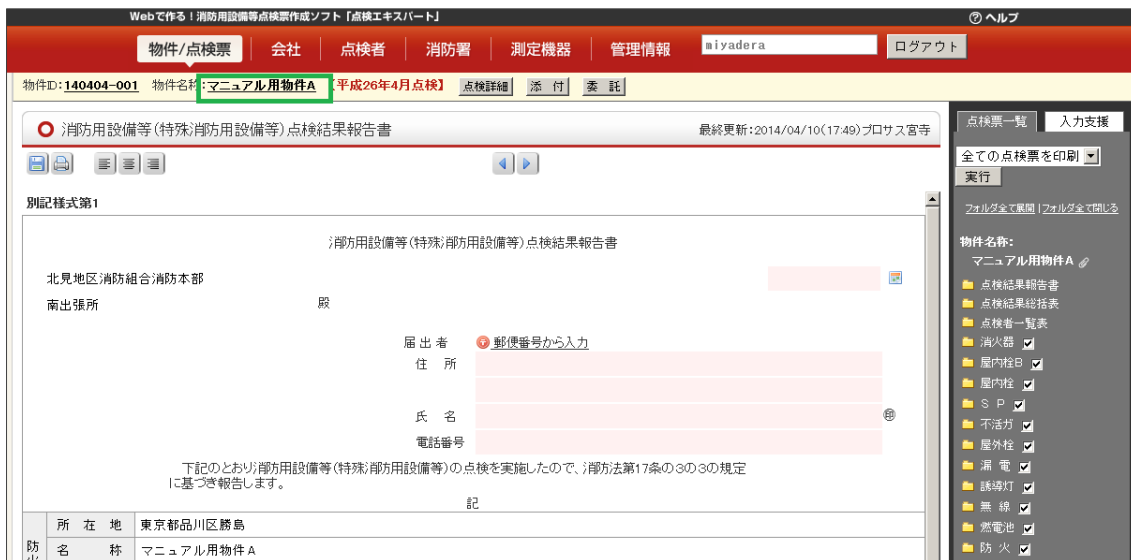 Webで作る！消防用設備等点検票作成ソフト「点検エキスパート」
ヘルプ
物件/点検票 会社 点検者 消防署 測定機器 管理情報 miyadera ログアウト
物件ID:140404-001 物件名称:マニュアル用物件A 【平成26年4月点検】 点検詳細 添 付 委 託
消防用設備等(特殊消防用設備等)点検結果報告書
最終更新:2014/04/10(17:49)プロサス宮寺
別記様式第1
消防用設備等(特殊消防用設備等)点検結果報告書
北見地区消防組合消防本部
南出張所 殿
届 出 者 郵便番号から入力
住 所
氏 名 ㊞
電話番号
下記のとおり消防用設備等(特殊消防用設備等)の点検を実施したので、消防法第17条の3の3の規定
に基づき報告します。
記
所 在 地 東京都品川区勝島
防
名 称 マニュアル用物件A
点検票一覧 入力支援
全ての点検票を印刷
実行
フォルダ全て展開|フォルダ全て閉じる
物件名称:
マニュアル用物件A
点検結果報告書
点検結果総括表
点検者一覧表
消火器
屋内栓B
屋内栓
S P
不活ガ
屋外栓
漏 電
誘導灯
無 線
燃電池
防 火